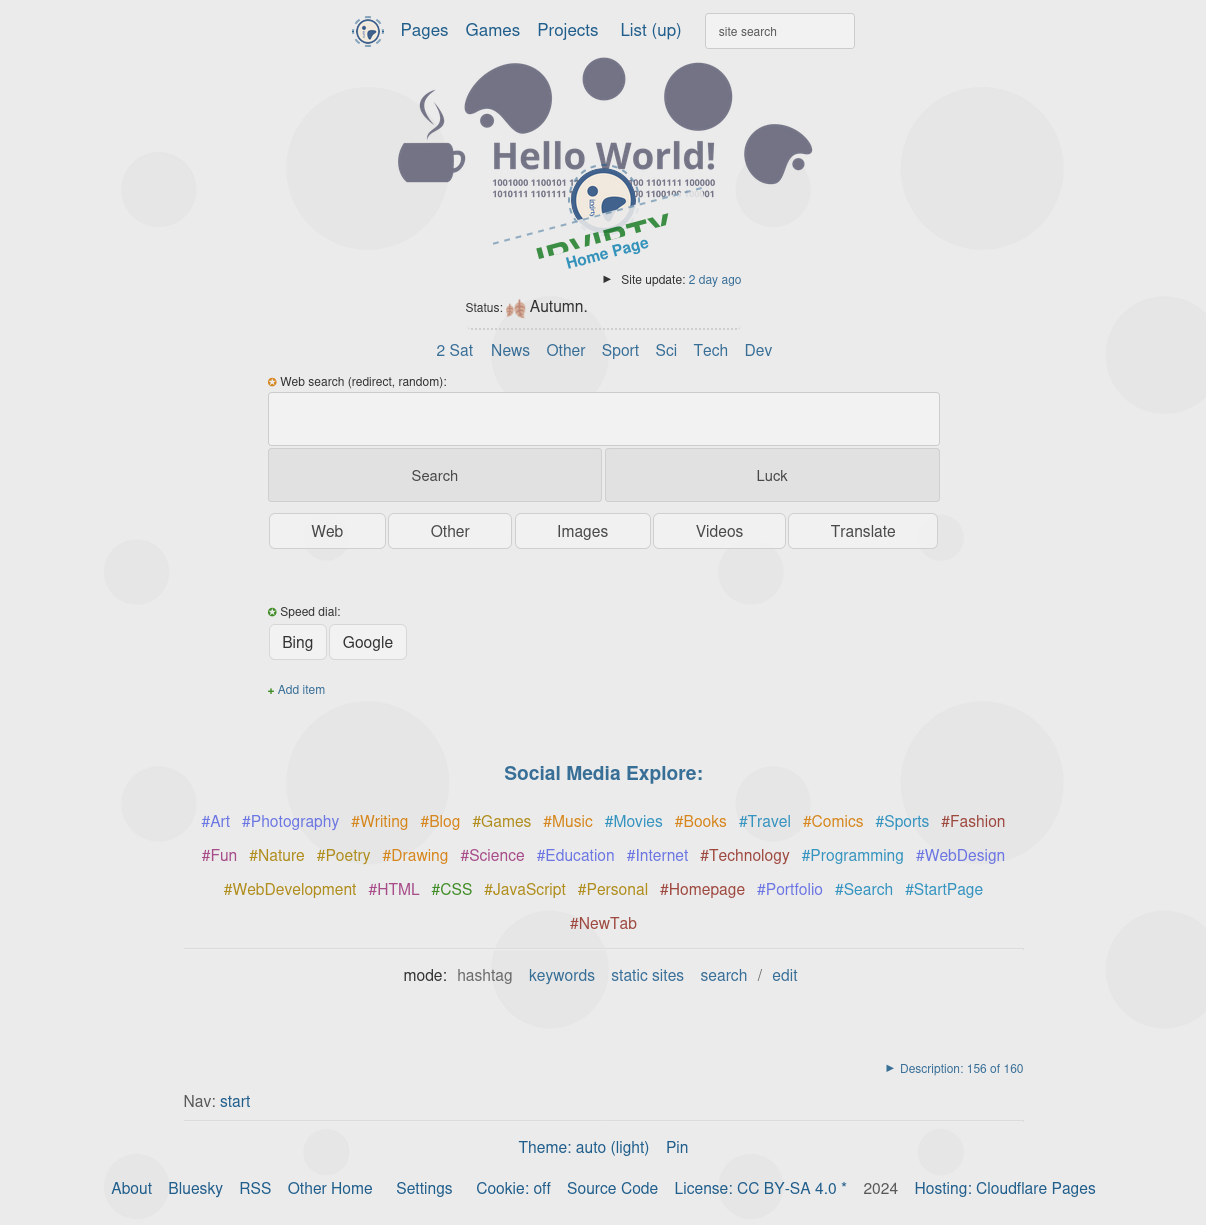 Pages Games Projects List (up) site search
Hello World!
1001000 1100101 00 1101111 100000
1010111 1101111
Home Page
► Site update: 2 day ago
Status: 🍂 Autumn.
2 Sat News Other Sport Sci Tech Dev
✪ Web search (redirect, random):
Search Luck
Web Other Images Videos Translate
✪ Speed dial:
Bing Google
+ Add item
Social Media Explore:
#Art #Photography #Writing #Blog #Games #Music #Movies #Books #Travel #Comics #Sports #Fashion
#Fun #Nature #Poetry #Drawing #Science #Education #Internet #Technology #Programming #WebDesign
#WebDevelopment #HTML #CSS #JavaScript #Personal #Homepage #Portfolio #Search #StartPage
#NewTab
mode: hashtag keywords static sites search / edit
► Description: 156 of 160
Nav: start
Theme: auto (light) Pin
About Bluesky RSS Other Home Settings Cookie: off Source Code License: CC BY-SA 4.0 * 2024 Hosting: Cloudflare Pages